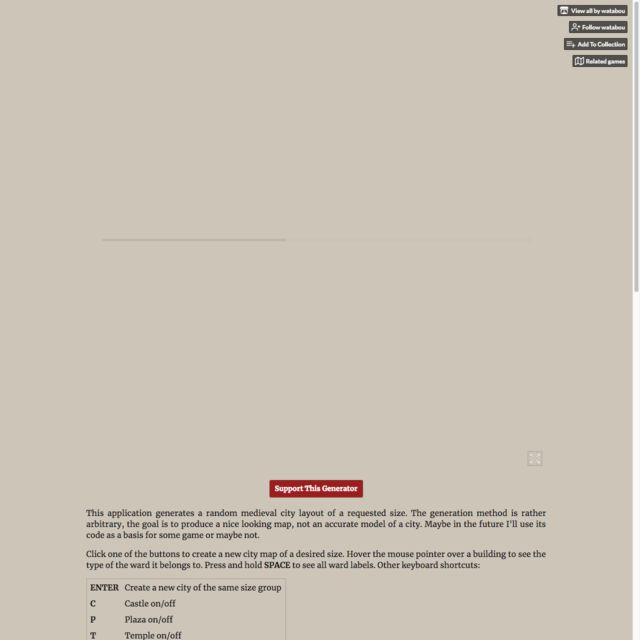 View all by watabou
Follow watabou
Add To Collection
Related games
Support This Generator
This application generates a random medieval city layout of a requested size. The generation method is rather
arbitrary, the goal is to produce a nice looking map, not an accurate model of a city. Maybe in the future I'll use its
code as a basis for some game or maybe not.
Click one of the buttons to create a new city map of a desired size. Hover the mouse pointer over a building to see the
type of the ward it belongs to. Press and hold SPACE to see all ward labels. Other keyboard shortcuts:
ENTER Create a new city of the same size group
C Castle on/off
P Plaza on/off
T Temple on/off